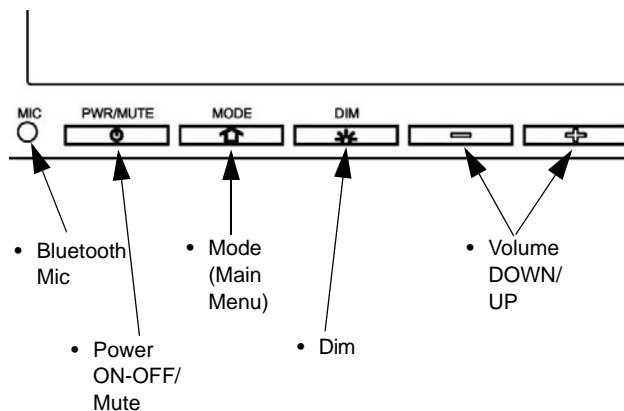 MIC PWR/MUTE MODE DIM
• Bluetooth
Mic
• Mode
(Main
Menu)
• Volume
DOWN/
UP
• Power
ON-OFF/
Mute
• Dim